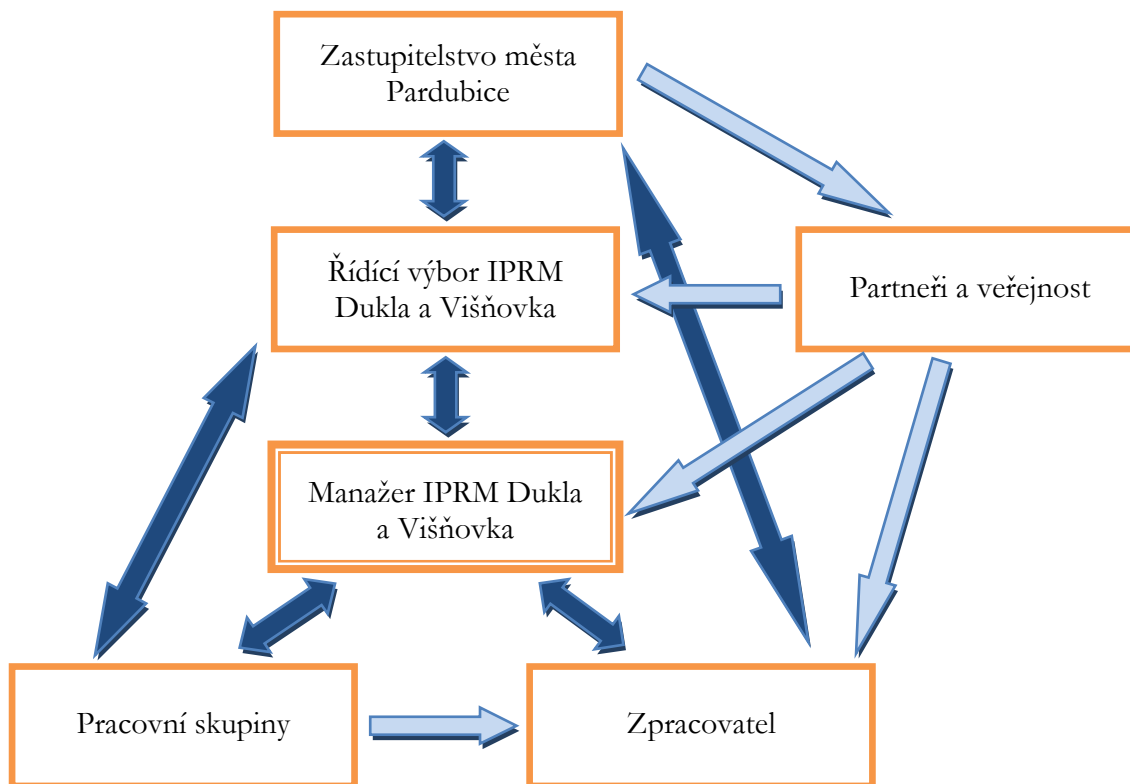 Zastupitelstvo města
Pardubice
Řídící výbor IPRM
Dukla a Višňovka
Partneři a veřejnost
Manažer IPRM Dukla
a Višňovka
Pracovní skupiny
Zpracovatel